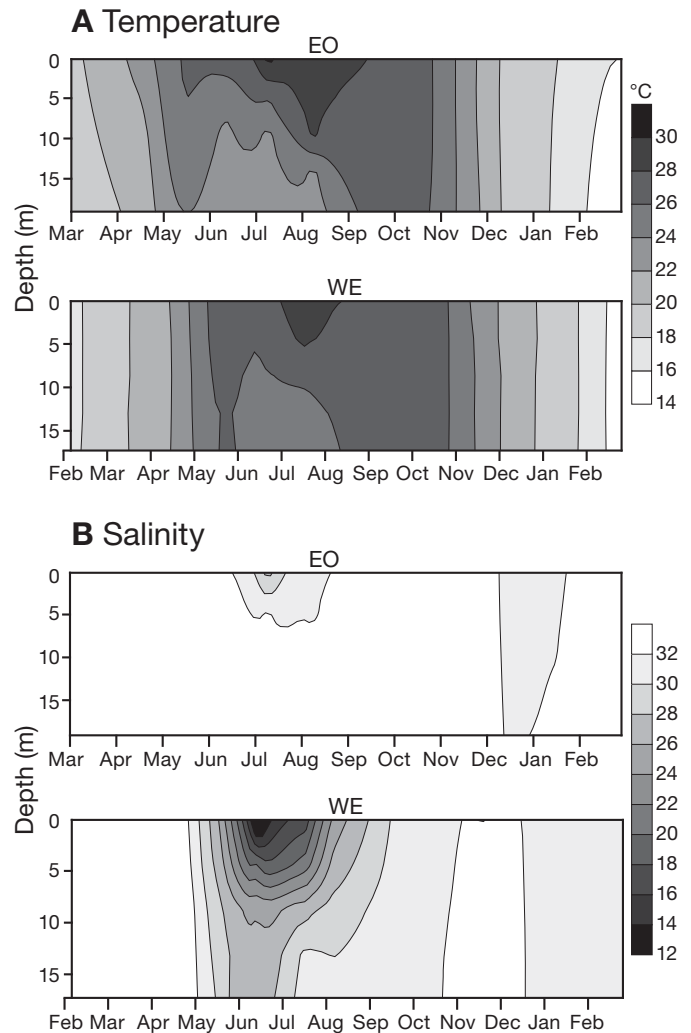 A Temperature
EO
0
5
10
15
Mar Apr May Jun Jul Aug Sep Oct Nov Dec Jan Feb
°C
30
28
26
24
22
20
18
16
14
Depth (m)
WE
0
5
10
15
Feb Mar Apr May Jun Jul Aug Sep Oct Nov Dec Jan Feb
B Salinity
EO
0
5
10
15
Mar Apr May Jun Jul Aug Sep Oct Nov Dec Jan Feb
32
30
28
26
24
22
20
18
16
14
12
Depth (m)
WE
0
5
10
15
Feb Mar Apr May Jun Jul Aug Sep Oct Nov Dec Jan Feb